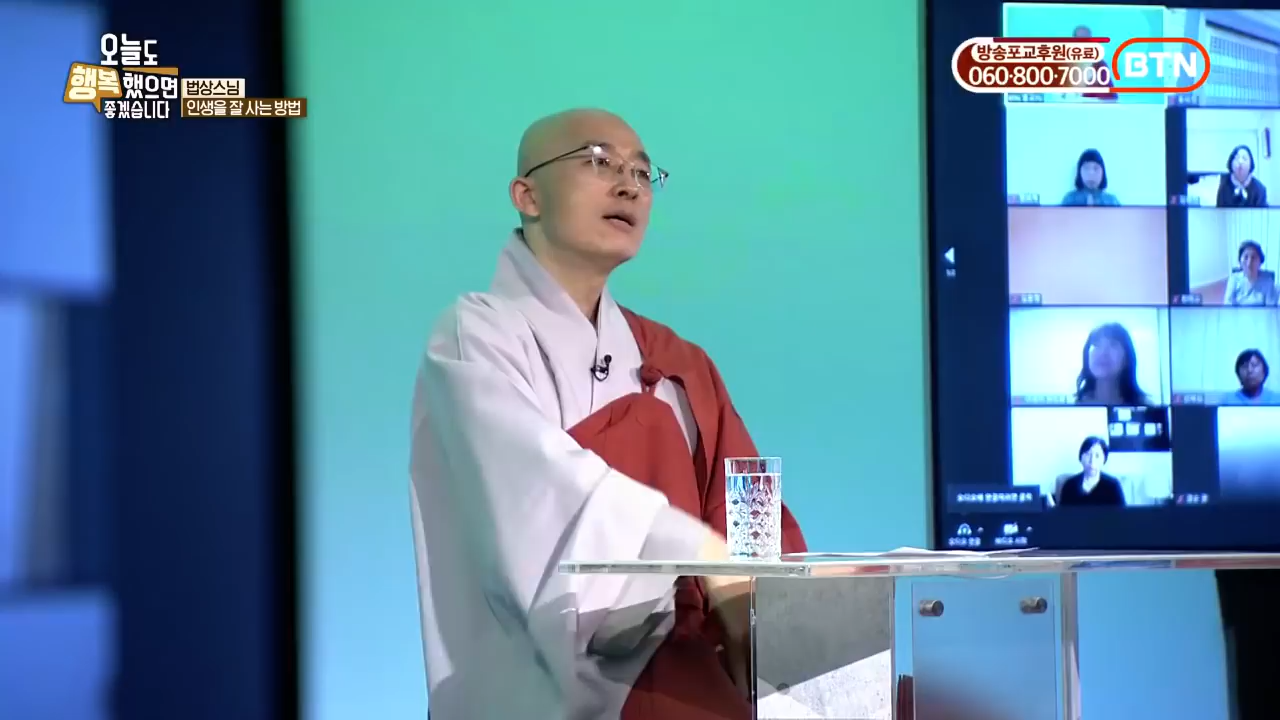 오늘도
행복했으면
좋겠습니다
법상스님
인생을 잘 사는 방법
방송포교후원(유료)
060·800·7000
BTN